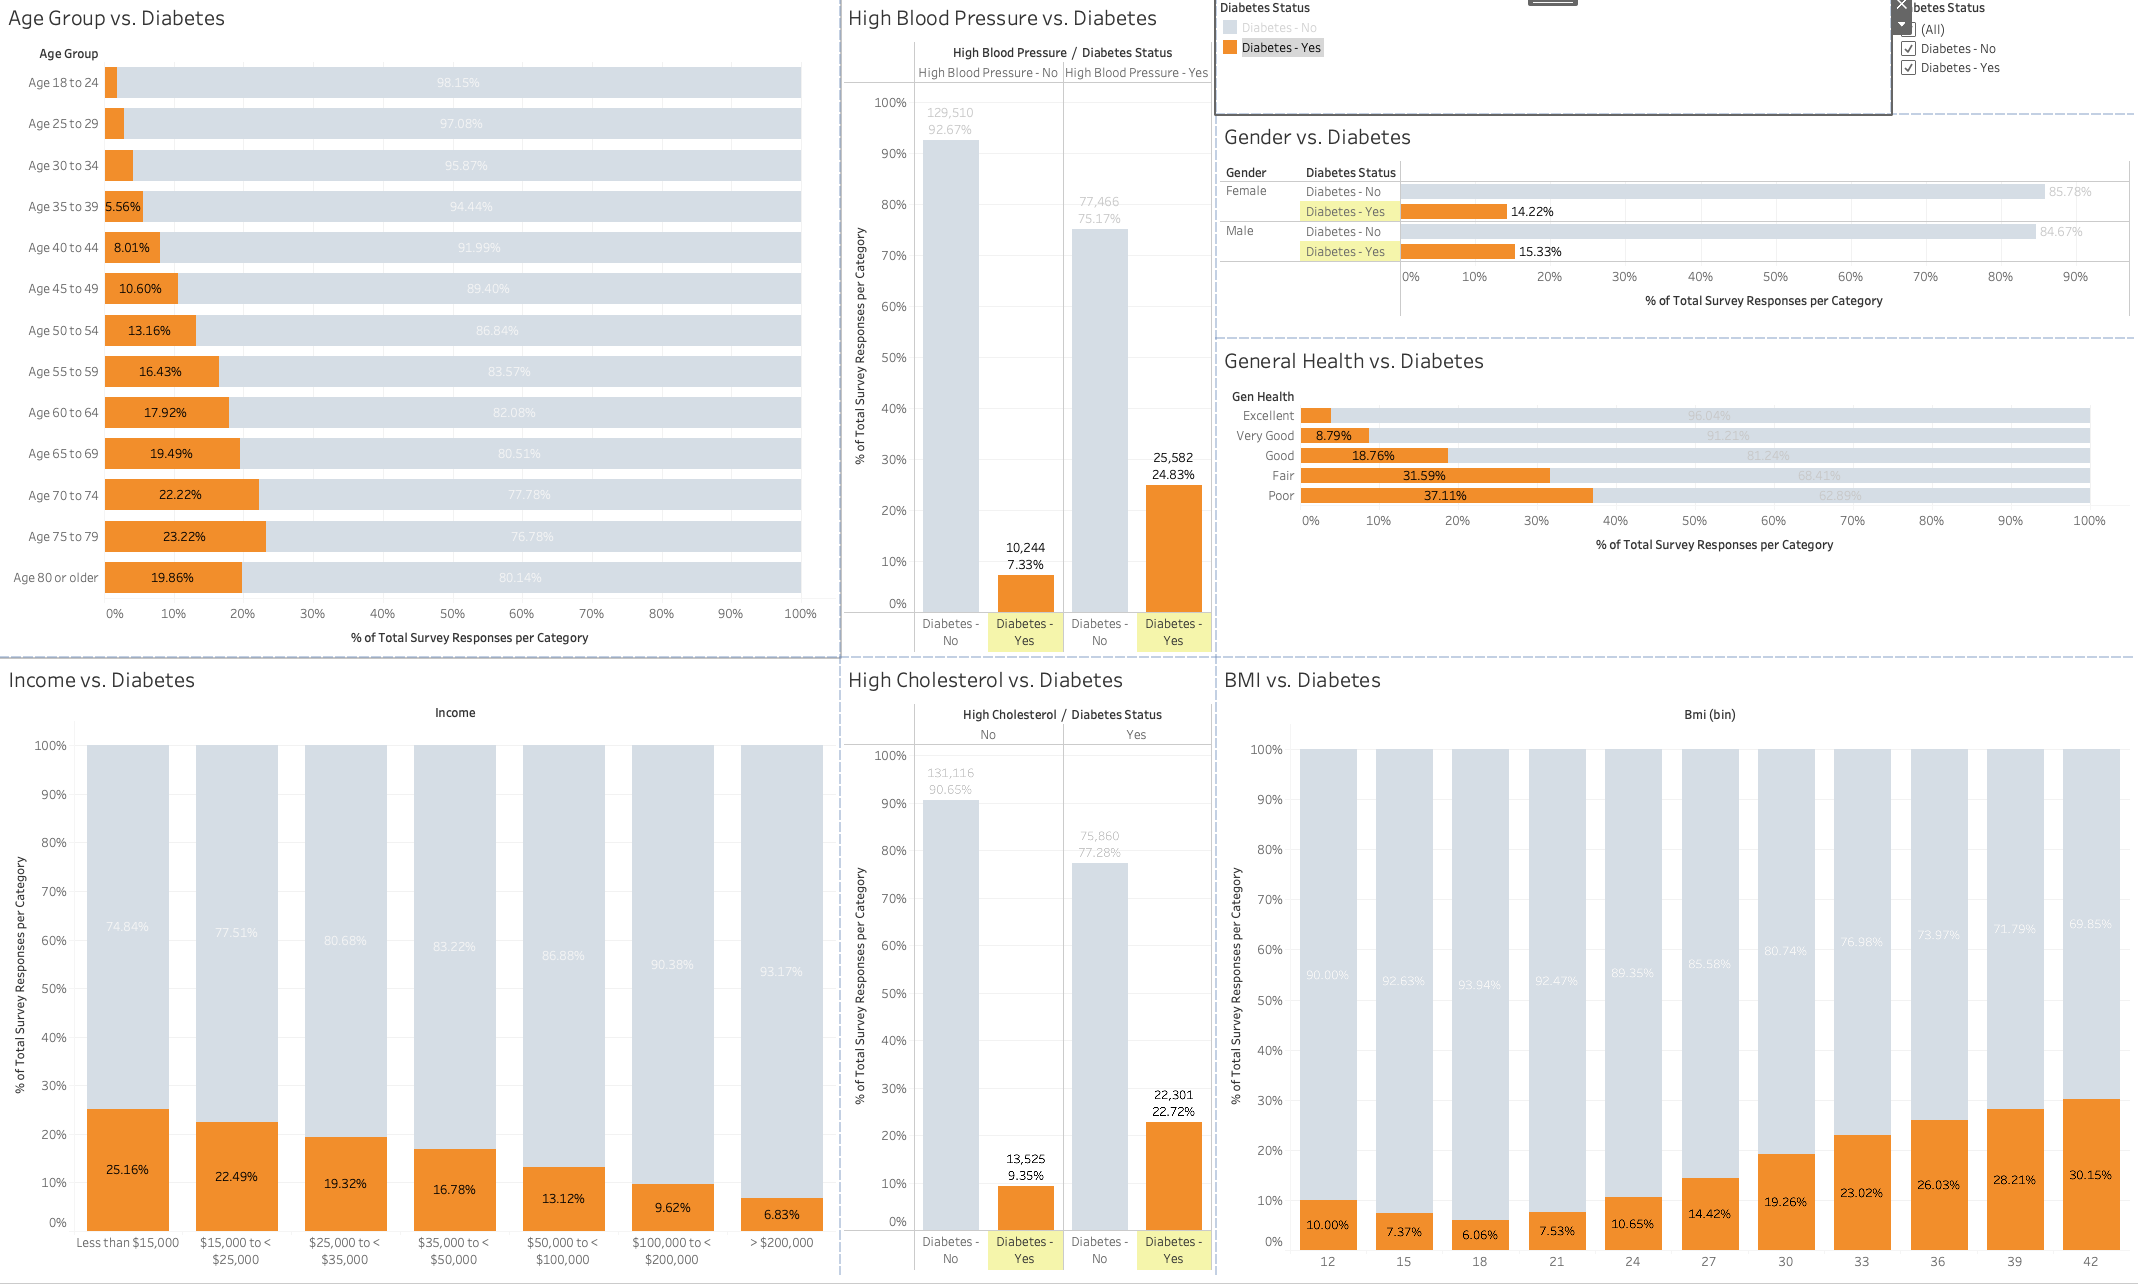 Age Group vs. Diabetes
Age Group
Age 18 to 24
98.15%
Age 25 to 29
97.08%
Age 30 to 34
95.87%
Age 35 to 39
5.56%
94.44%
Age 40 to 44
8.01%
91.99%
Age 45 to 49
10.60%
89.40%
Age 50 to 54
13.16%
86.84%
Age 55 to 59
16.43%
83.57%
Age 60 to 64
17.92%
82.08%
Age 65 to 69
19.49%
80.51%
Age 70 to 74
22.22%
77.78%
Age 75 to 79
23.22%
76.78%
Age 80 or older
19.86%
80.14%
0% 10% 20% 30% 40% 50% 60% 70% 80% 90% 100%
% of Total Survey Responses per Category
High Blood Pressure vs. Diabetes
High Blood Pressure / Diabetes Status
High Blood Pressure - No High Blood Pressure - Yes
100%
90%
80%
70%
60%
50%
40%
30%
20%
10%
0%
% of Total Survey Responses per Category
129,510
92.67%
10,244
7.33%
77,466
75.17%
25,582
24.83%
Diabetes -
No
Diabetes -
Yes
Diabetes -
No
Diabetes -
Yes
Diabetes Status
Diabetes - No
Diabetes - Yes
betes Status
(All)
Diabetes - No
Diabetes - Yes
Gender vs. Diabetes
Gender Diabetes Status
Female Diabetes - No 85.78%
Diabetes - Yes 14.22%
Male Diabetes - No 84.67%
Diabetes - Yes 15.33%
0% 10% 20% 30% 40% 50% 60% 70% 80% 90%
% of Total Survey Responses per Category
General Health vs. Diabetes
Gen Health
Excellent 96.04%
Very Good 8.79% 91.21%
Good 18.76% 81.24%
Fair 31.59% 68.41%
Poor 37.11% 62.89%
0% 10% 20% 30% 40% 50% 60% 70% 80% 90% 100%
% of Total Survey Responses per Category
Income vs. Diabetes
Income
100%
90%
80%
70%
60%
50%
40%
30%
20%
10%
0%
% of Total Survey Responses per Category
74.84%
77.51%
80.68%
83.22%
86.88%
90.38%
93.17%
25.16%
22.49%
19.32%
16.78%
13.12%
9.62%
6.83%
Less than $15,000
$15,000 to <
$25,000
$25,000 to <
$35,000
$35,000 to <
$50,000
$50,000 to <
$100,000
$100,000 to <
$200,000
> $200,000
High Cholesterol vs. Diabetes
High Cholesterol / Diabetes Status
No Yes
100%
90%
80%
70%
60%
50%
40%
30%
20%
10%
0%
% of Total Survey Responses per Category
131,116
90.65%
13,525
9.35%
75,860
77.28%
22,301
22.72%
Diabetes -
No
Diabetes -
Yes
Diabetes -
No
Diabetes -
Yes
BMI vs. Diabetes
Bmi (bin)
100%
90%
80%
70%
60%
50%
40%
30%
20%
10%
0%
% of Total Survey Responses per Category
90.00%
92.63%
93.94%
92.47%
89.35%
85.58%
80.74%
76.98%
73.97%
71.79%
69.85%
10.00%
7.37%
6.06%
7.53%
10.65%
14.42%
19.26%
23.02%
26.03%
28.21%
30.15%
12 15 18 21 24 27 30 33 36 39 42